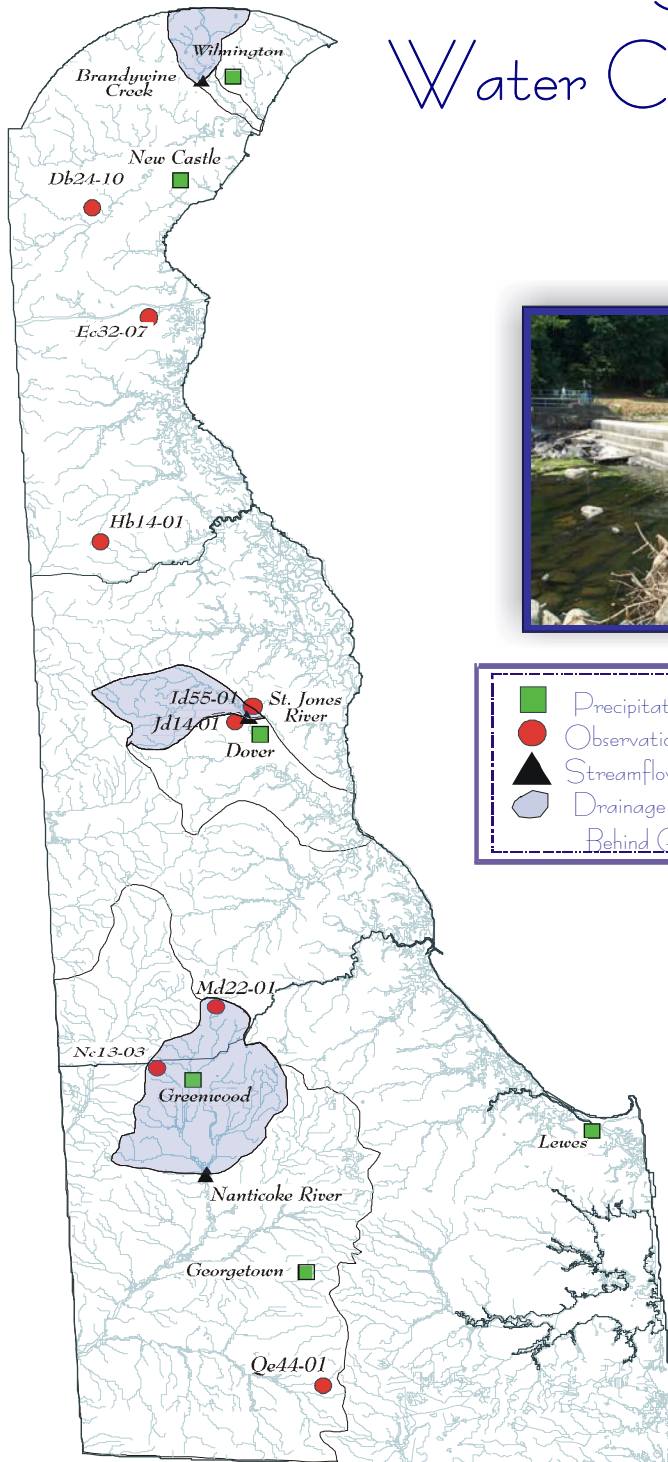 Water C
Wilmington
Brandywine
Creek
New Castle
Db24-10
Ec32-07
Hb14-01
Id55-01
St. Jones
River
Jd14-01
Dover
Precipitat
Observatio
Streamflow
Drainage
Behind G
Md22-01
Nc13-03
Greenwood
Lewes
Nanticoke River
Georgetown
Qe44-01